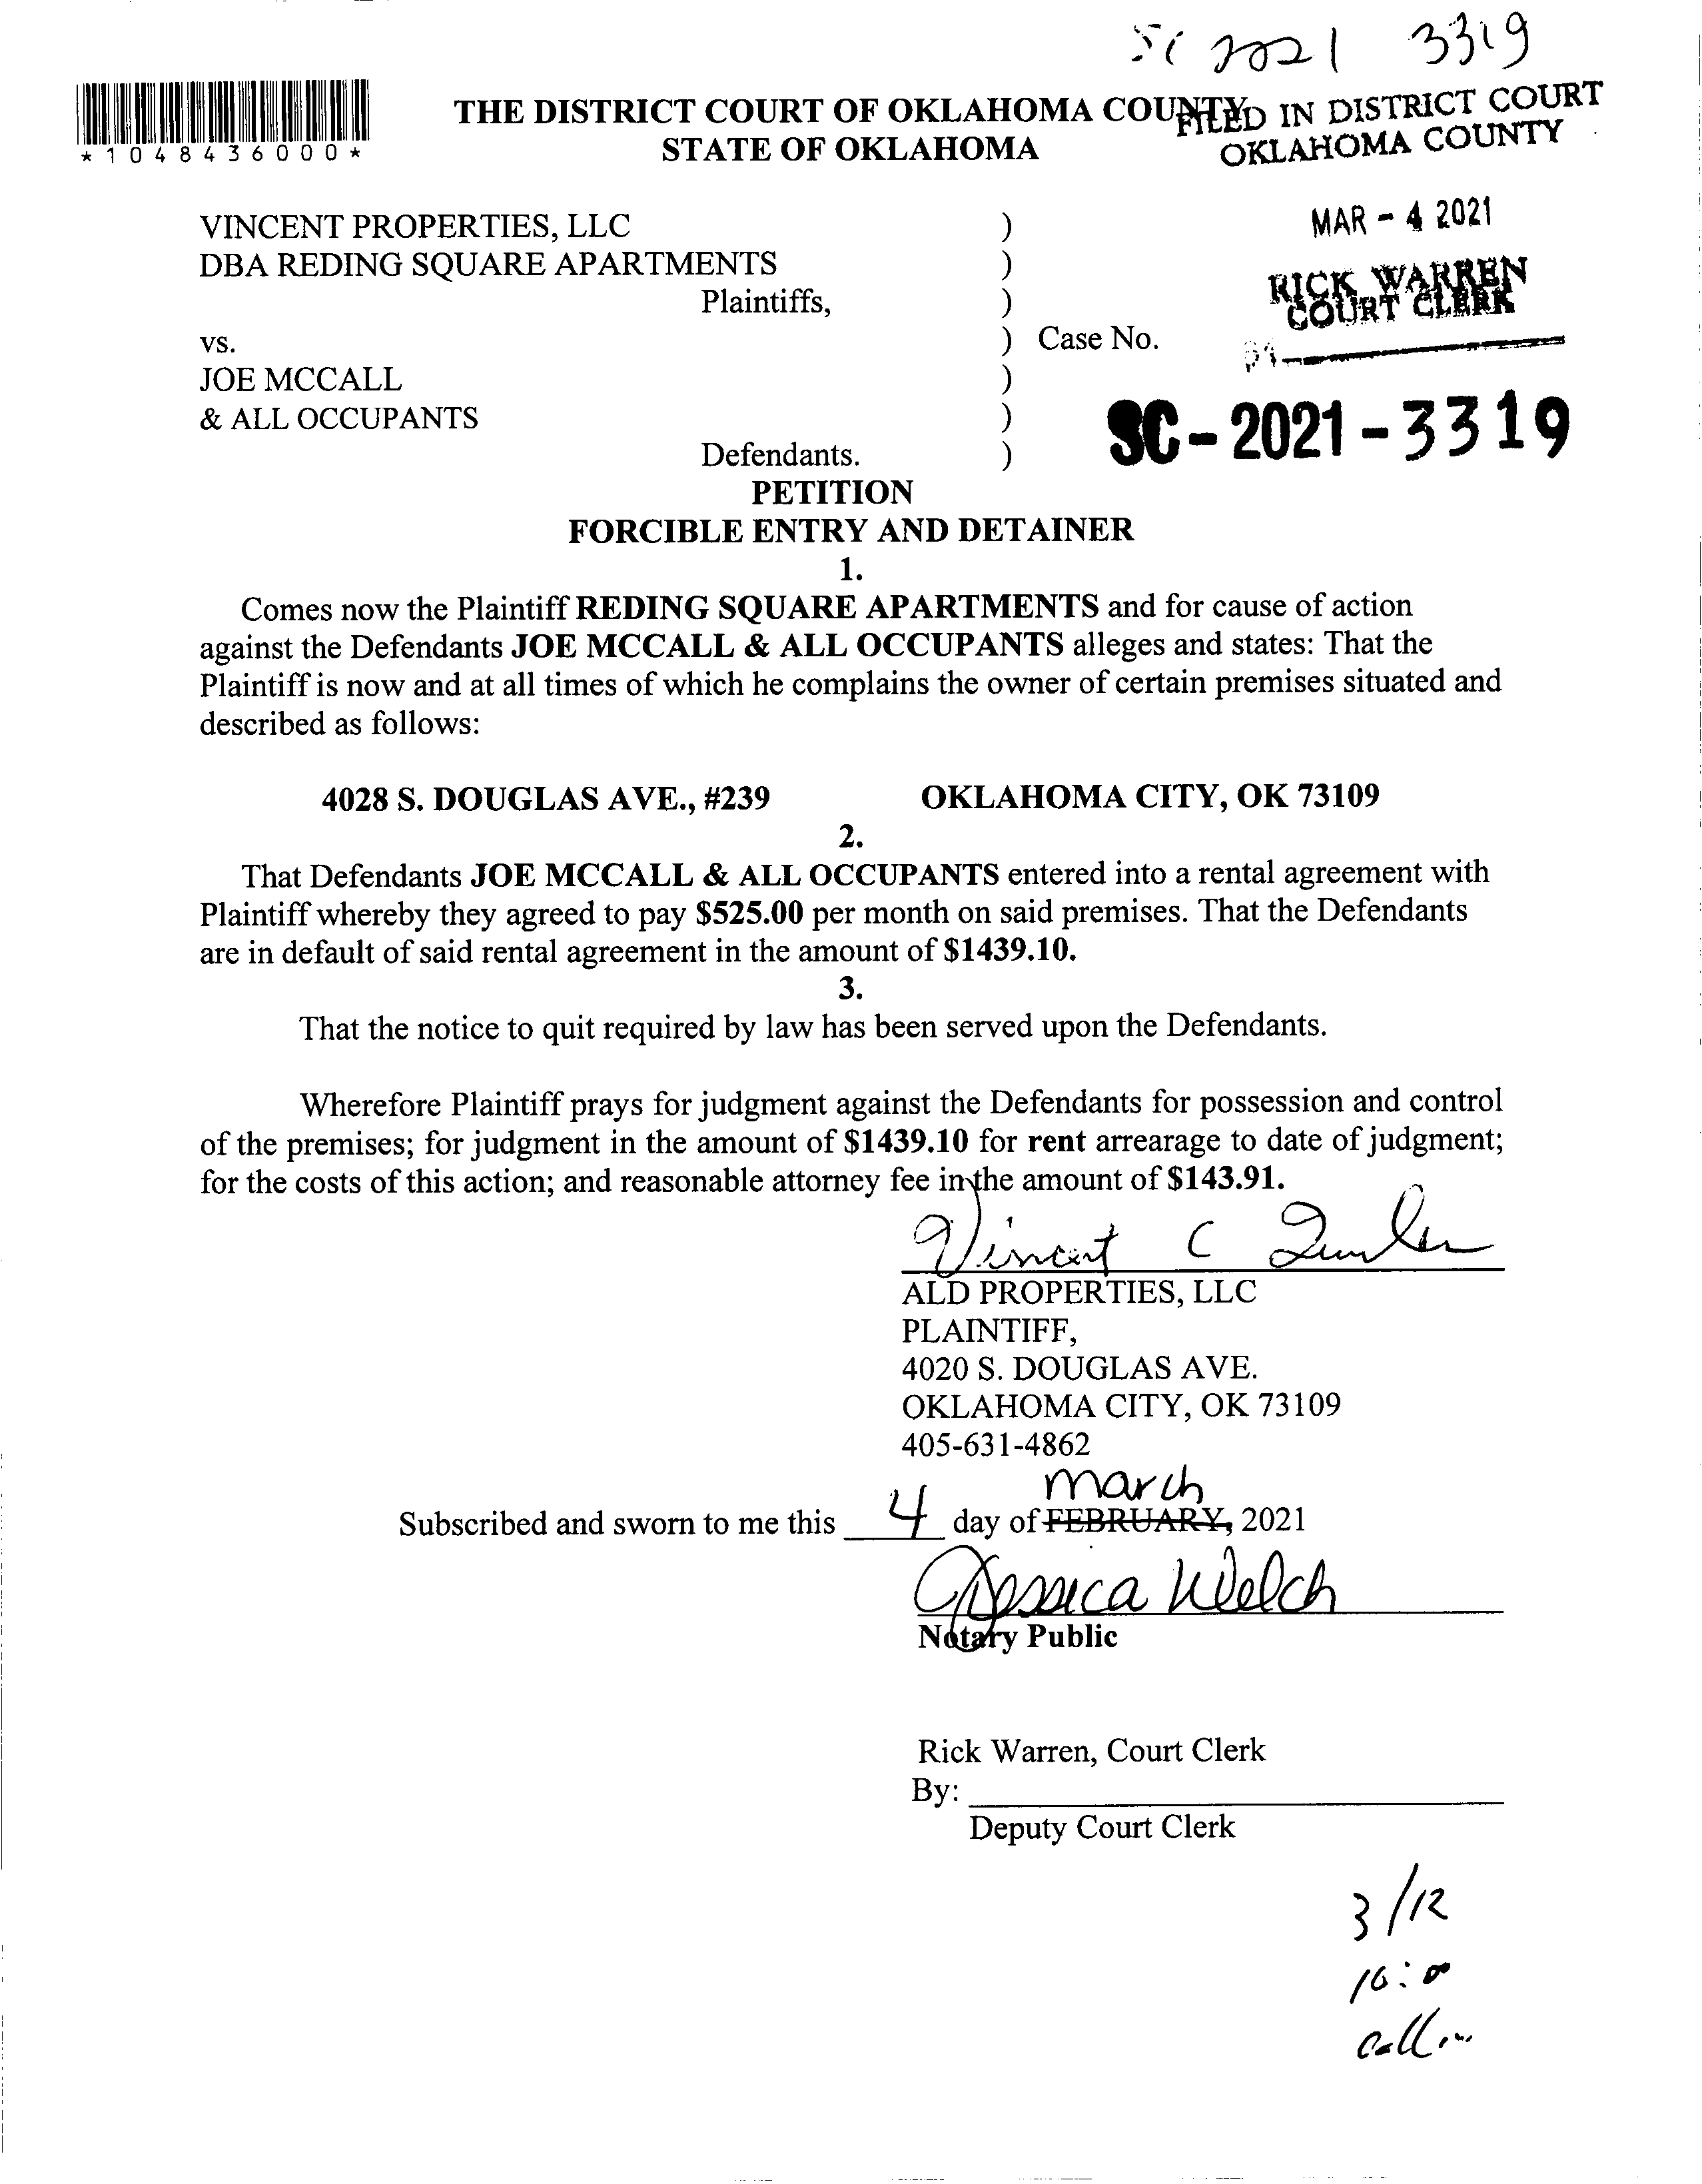 SC 2021 3319
*1048436000*
THE DISTRICT COURT OF OKLAHOMA COUNTY
STATE OF OKLAHOMA
FILED IN DISTRICT COURT
OKLAHOMA COUNTY
MAR - 4 2021
RICK WARREN
COURT CLERK
VINCENT PROPERTIES, LLC )
DBA REDING SQUARE APARTMENTS )
Plaintiffs, )
vs. ) Case No.
JOE MCCALL )
& ALL OCCUPANTS )
Defendants. )
SC - 2021 - 3319
PETITION
FORCIBLE ENTRY AND DETAINER
1.
Comes now the Plaintiff REDING SQUARE APARTMENTS and for cause of action
against the Defendants JOE MCCALL & ALL OCCUPANTS alleges and states: That the
Plaintiff is now and at all times of which he complains the owner of certain premises situated and
described as follows:
4028 S. DOUGLAS AVE., #239 OKLAHOMA CITY, OK 73109
2.
That Defendants JOE MCCALL & ALL OCCUPANTS entered into a rental agreement with
Plaintiff whereby they agreed to pay $525.00 per month on said premises. That the Defendants
are in default of said rental agreement in the amount of $1439.10.
3.
That the notice to quit required by law has been served upon the Defendants.
Wherefore Plaintiff prays for judgment against the Defendants for possession and control
of the premises; for judgment in the amount of $1439.10 for rent arrearage to date of judgment;
for the costs of this action; and reasonable attorney fee in the amount of $143.91.
Vincent C
ALD PROPERTIES, LLC
PLAINTIFF,
4020 S. DOUGLAS AVE.
OKLAHOMA CITY, OK 73109
405-631-4862
march
Subscribed and sworn to me this 4 day of FEBRUARY, 2021
Jessica Welch
Notary Public
Rick Warren, Court Clerk
By:
Deputy Court Clerk
3/12
10:00